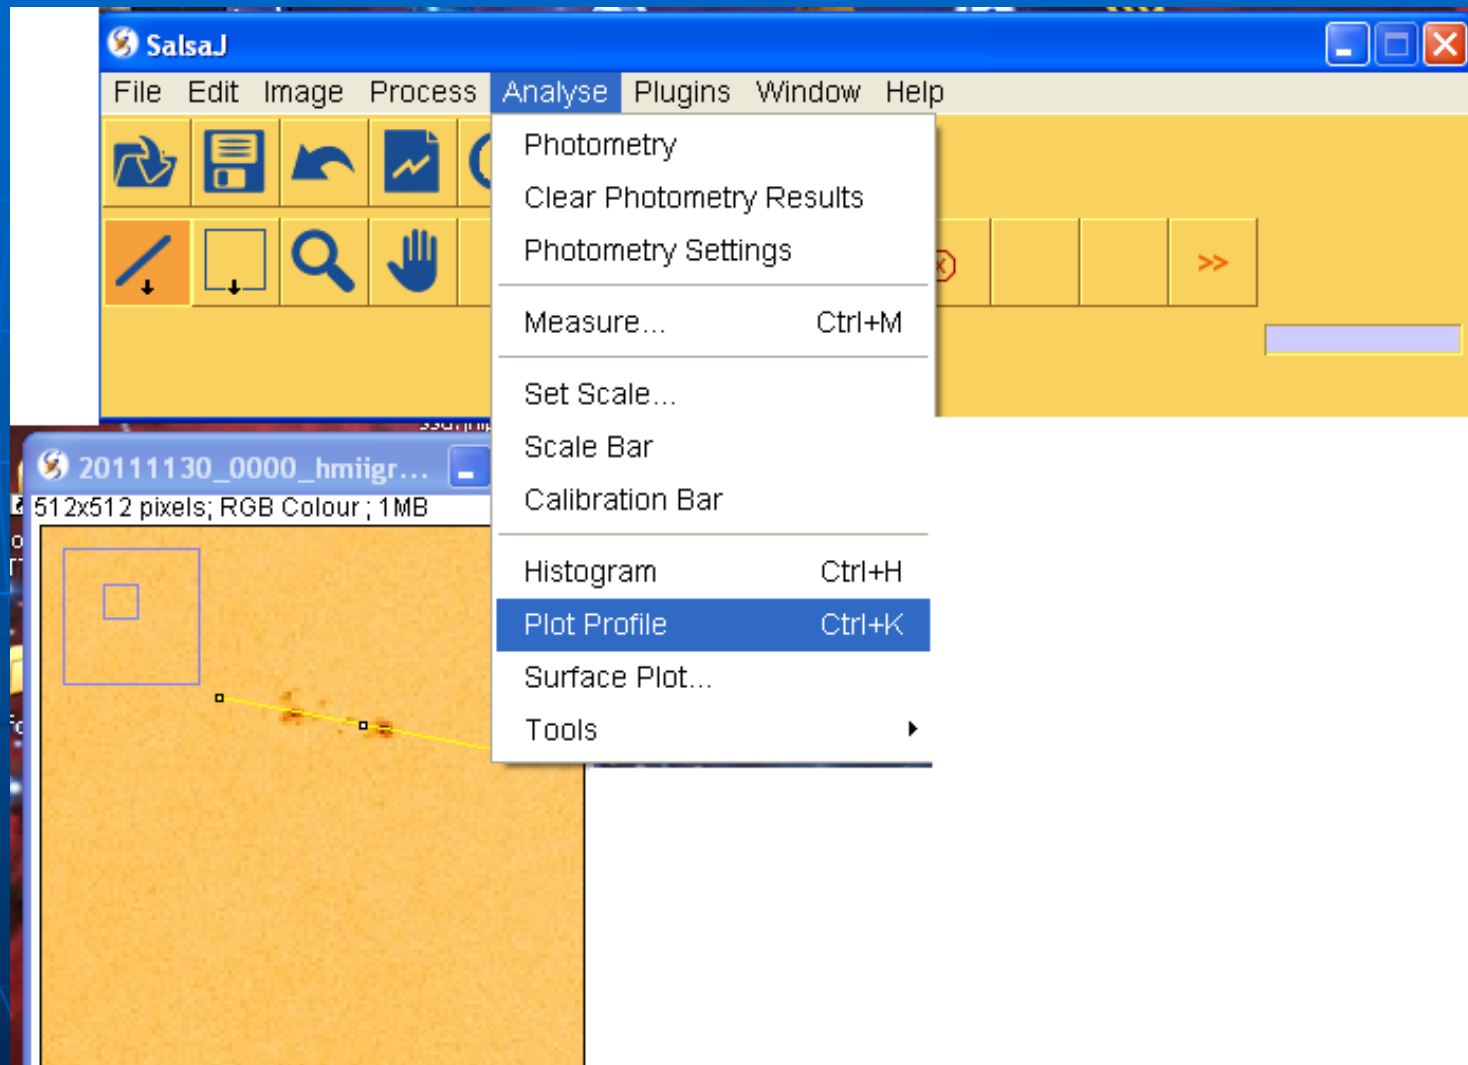 SalsaJ
File Edit Image Process Analyse Plugins Window Help
Photometry
Clear Photometry Results
Photometry Settings
Measure... Ctrl+M
Set Scale...
Scale Bar
Calibration Bar
Histogram Ctrl+H
Plot Profile Ctrl+K
Surface Plot...
Tools
>>
20111130_0000_hmiigr...
512x512 pixels; RGB Colour ; 1MB